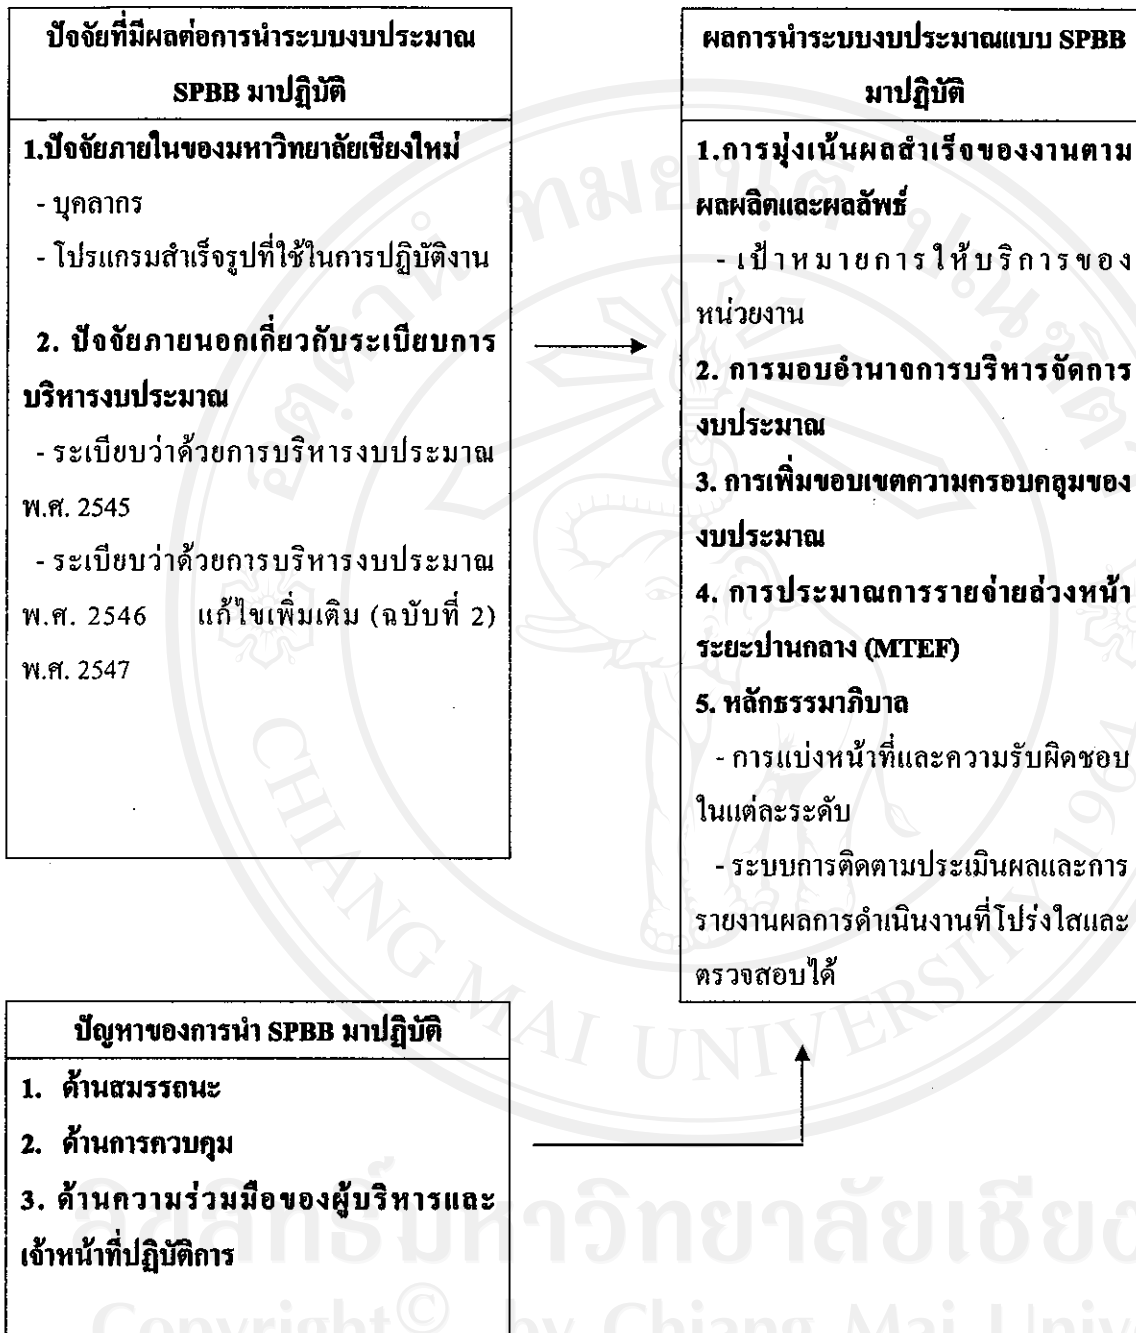 ปัจจัยที่มีผลต่อการนำระบบงบประมาณ
SPBB มาปฏิบัติ
1.ปัจจัยภายในของมหาวิทยาลัยเชียงใหม่
- บุคลากร
- โปรแกรมสำเร็จรูปที่ใช้ในการปฏิบัติงาน
2. ปัจจัยภายนอกเกี่ยวกับระเบียบการ
บริหารงบประมาณ
- ระเบียบว่าด้วยการบริหารงบประมาณ
พ.ศ. 2545
- ระเบียบว่าด้วยการบริหารงบประมาณ
พ.ศ. 2546 แก้ไขเพิ่มเติม (ฉบับที่ 2)
พ.ศ. 2547
ผลการนำระบบงบประมาณแบบ SPBB
มาปฏิบัติ
1.การมุ่งเน้นผลสำเร็จของงานตาม
ผลผลิตและผลลัพธ์
- เป้าหมายการให้บริการของ
หน่วยงาน
2. การมอบอำนาจการบริหารจัดการ
งบประมาณ
3. การเพิ่มขอบเขตความครอบคลุมของ
งบประมาณ
4. การประมาณการรายจ่ายล่วงหน้า
ระยะปานกลาง (MTEF)
5. หลักธรรมาภิบาล
- การแบ่งหน้าที่และความรับผิดชอบ
ในแต่ละระดับ
- ระบบการติดตามประเมินผลและการ
รายงานผลการดำเนินงานที่โปร่งใสและ
ตรวจสอบได้
ปัญหาของการนำ SPBB มาปฏิบัติ
1. ด้านสมรรถนะ
2. ด้านการควบคุม
3. ด้านความร่วมมือของผู้บริหารและ
เจ้าหน้าที่ปฏิบัติการ
CHIANG MAI UNIVERSITY 1964
Copyright© by Chiang Mai Univ